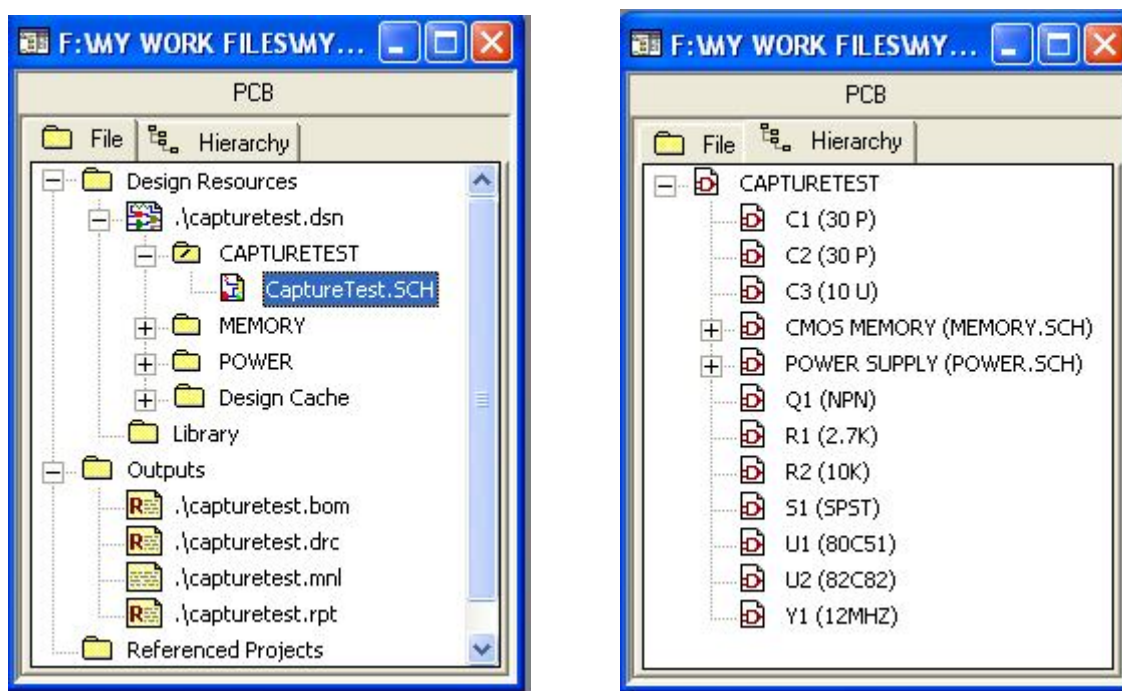 F:\MY WORK FILES\MY...
PCB
File
Hierarchy
Design Resources
.\capturetest.dsn
CAPTURETEST
CaptureTest.SCH
MEMORY
POWER
Design Cache
Library
Outputs
.\capturetest.bom
.\capturetest.drc
.\capturetest.mnl
.\capturetest.rpt
Referenced Projects
F:\MY WORK FILES\MY...
PCB
File
Hierarchy
CAPTURETEST
C1 (30 P)
C2 (30 P)
C3 (10 U)
CMOS MEMORY (MEMORY.SCH)
POWER SUPPLY (POWER.SCH)
Q1 (NPN)
R1 (2.7K)
R2 (10K)
S1 (SPST)
U1 (80C51)
U2 (82C82)
Y1 (12MHZ)